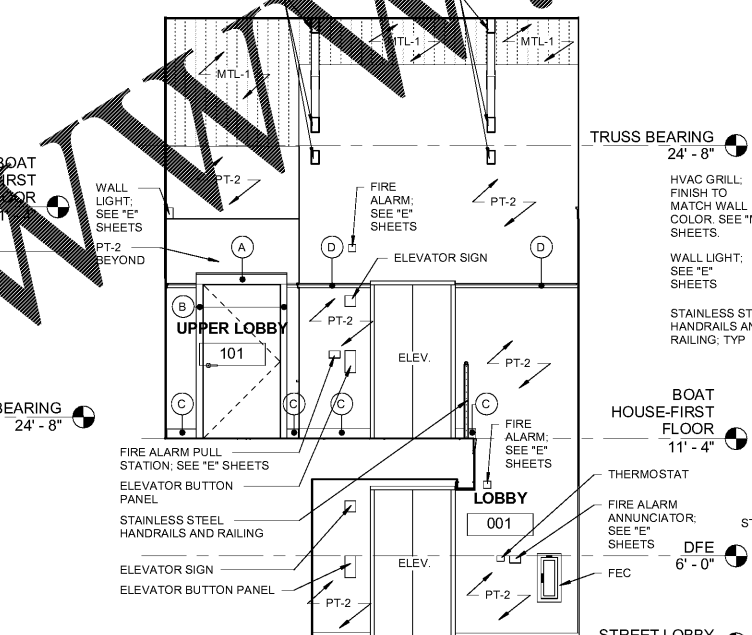 MTL-1
MTL-1
MTL-1
TRUSS BEARING
24' - 8"
BOAT
FIRST
FLOOR
WALL
LIGHT;
SEE "E"
SHEETS
PT-2
BEYOND
PT-2
FIRE
ALARM;
SEE "E"
SHEETS
PT-2
HVAC GRILL;
FINISH TO
MATCH WALL
COLOR. SEE "M
SHEETS.
WALL LIGHT;
SEE "E"
SHEETS
STAINLESS ST
HANDRAILS AN
RAILING; TYP
A
D
D
ELEVATOR SIGN
B
PT-2
UPPER LOBBY
101
ELEV.
PT-2
C
C
C
C
BEARING
24' - 8"
BOAT
HOUSE-FIRST
FLOOR
11' - 4"
FIRE ALARM PULL
STATION; SEE "E" SHEETS
ELEVATOR BUTTON
PANEL
STAINLESS STEEL
HANDRAILS AND RAILING
ELEVATOR SIGN
ELEVATOR BUTTON PANEL
FIRE
ALARM;
SEE "E"
SHEETS
LOBBY
001
THERMOSTAT
FIRE ALARM
ANNUNCIATOR;
SEE "E"
SHEETS
FEC
DFE
6' - 0"
ELEV.
PT-2
PT-2
STREET LOBBY
WWW.